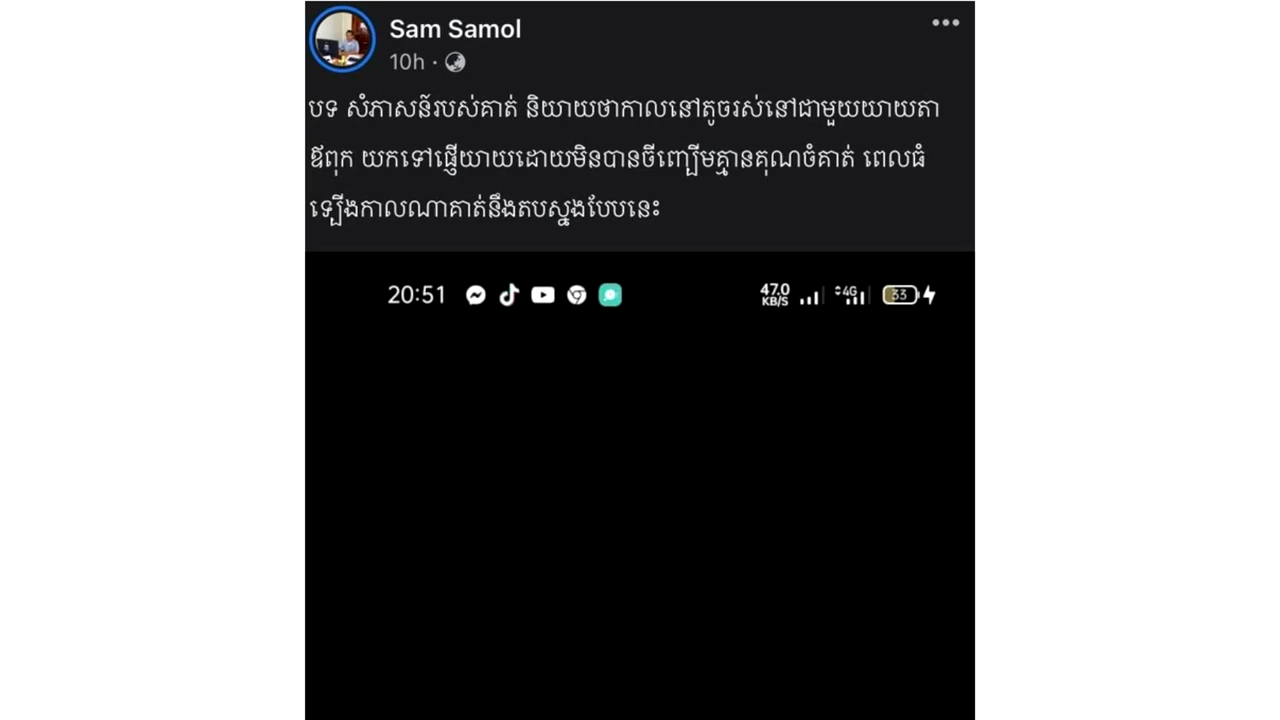 Sam Samol
10h ·
បទ សំភាសន៍របស់គាត់ និយាយថាកាលនៅតូចរស់នៅជាមួយយាយតា
ឪពុក យកទៅផ្ញើយាយដោយមិនបានចីញ្ចើមគ្មានគុណចំគាត់ ពេលធំ
ឡើងកាលណាគាត់នឹងតបស្នងបែបនេះ
20:51 47.0 KB/S 4G 33